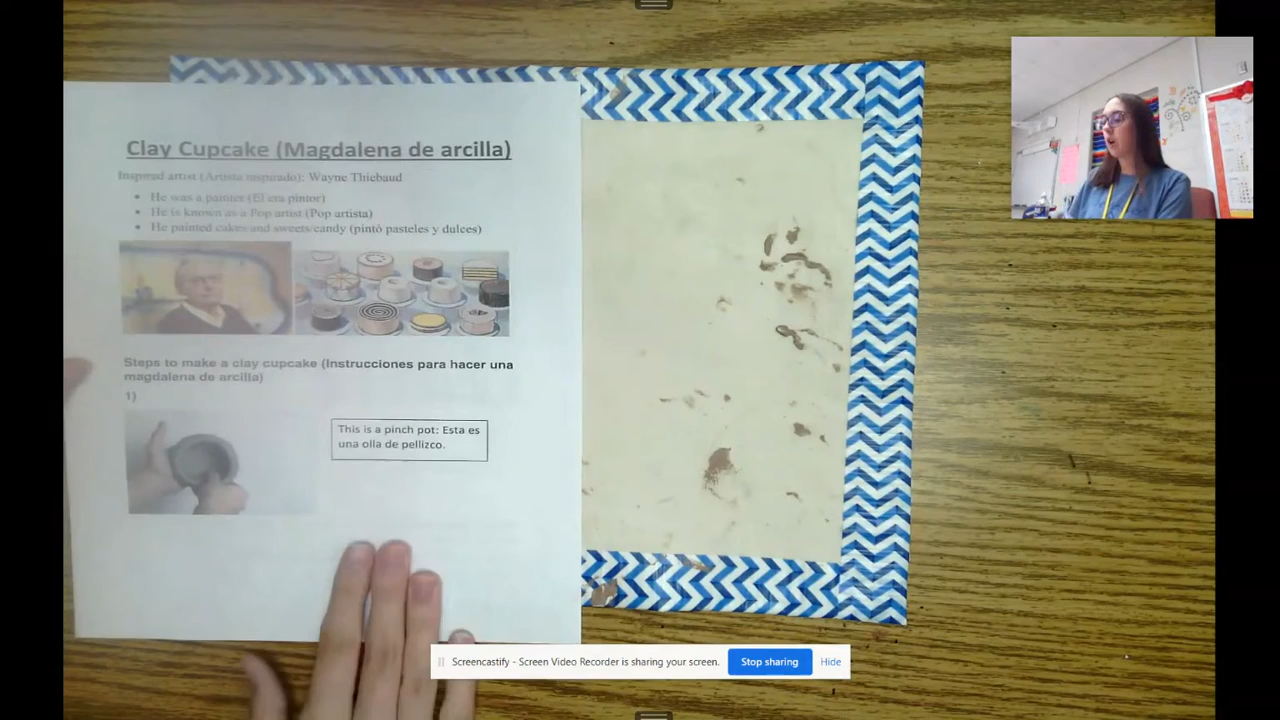 Clay Cupcake (Magdalena de arcilla)
Inspired artist (Artista inspirado): Wayne Thiebaud
• He was a painter (El era pintor)
• He is known as a Pop artist (Pop artista)
• He painted cakes and sweets/candy (pintó pasteles y dulces)
Steps to make a clay cupcake (Instrucciones para hacer una
magdalena de arcilla)
1)
This is a pinch pot: Esta es
una olla de pellizco.
Screencastify - Screen Video Recorder is sharing your screen.
Stop sharing
Hide